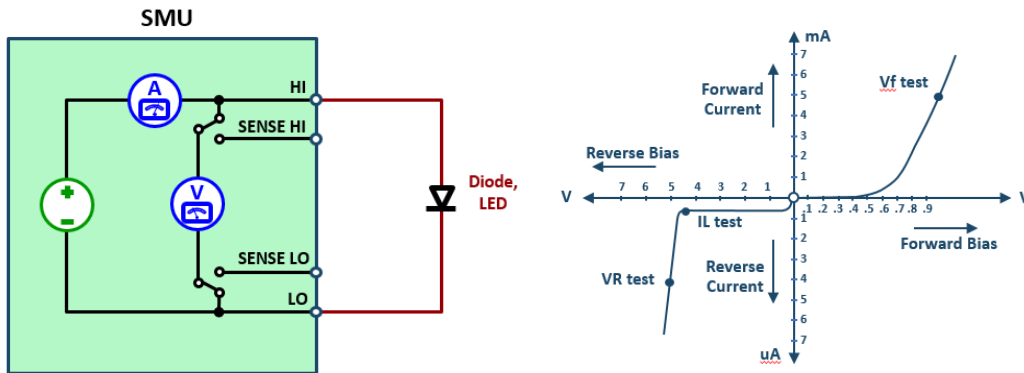 SMU
A
HI
SENSE HI
+
V
-
Diode,
LED
SENSE LO
LO
mA
7
6
5
4
3
2
1
Forward
Current
Vf test
Reverse Bias
V
7 6 5 4 3 2 1
.1 .2 .3 .4 .5 .6 .7 .8 .9
V
IL test
Forward Bias
VR test
Reverse
Current
1
2
3
4
5
6
7
uA